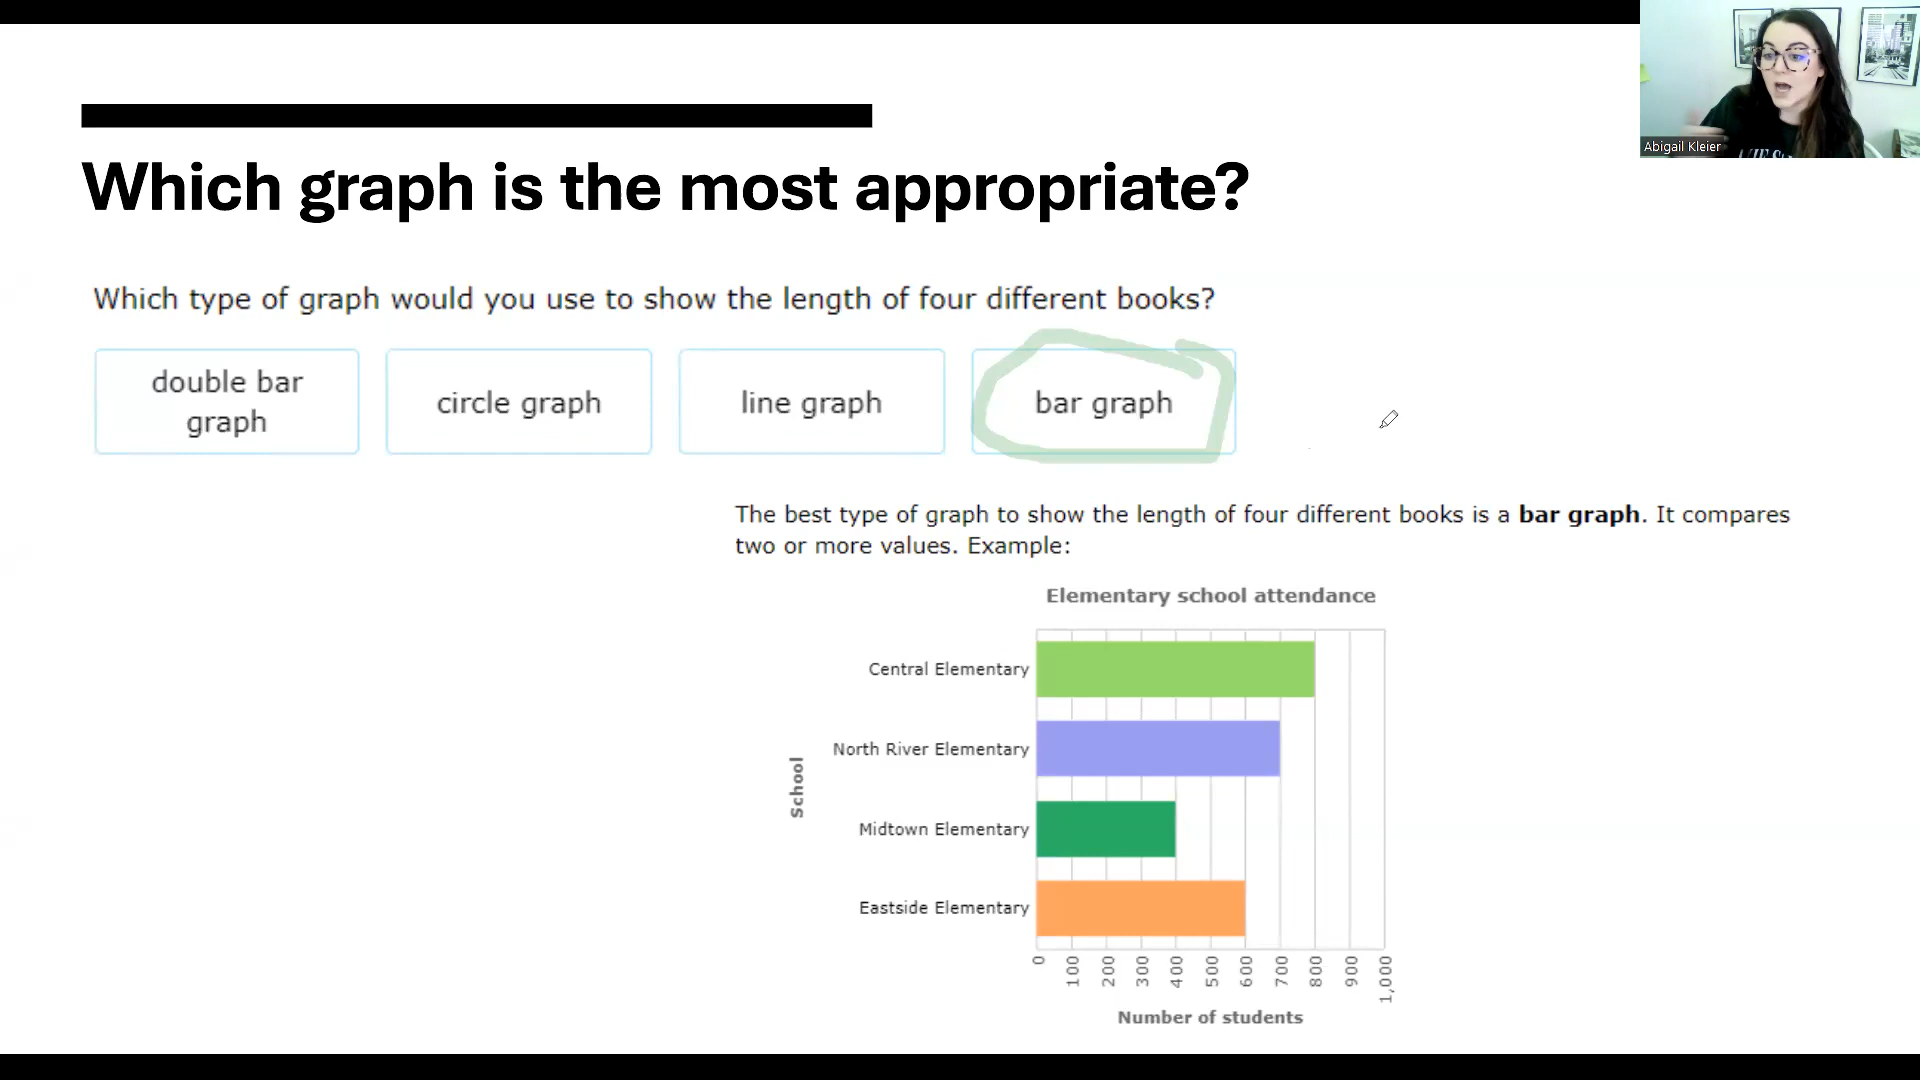 Abigail Kleier
Which graph is the most appropriate?
Which type of graph would you use to show the length of four different books?
double bar
graph
circle graph
line graph
bar graph
The best type of graph to show the length of four different books is a bar graph. It compares
two or more values. Example:
Elementary school attendance
School
Central Elementary
North River Elementary
Midtown Elementary
Eastside Elementary
0 100 200 300 400 500 600 700 800 900 1,000
Number of students